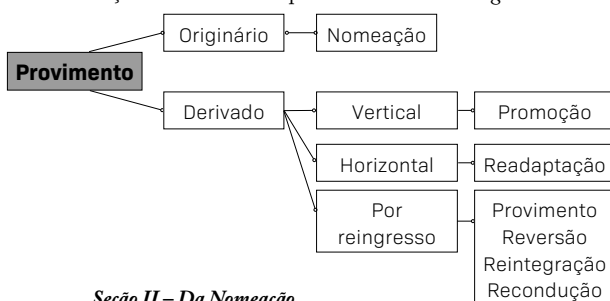 Originário
Nomeação
Provimento
Derivado
Vertical
Promoção
Horizontal
Readaptação
Por
reingresso
Provimento
Reversão
Reintegração
Recondução
Seção II – Da Nomeação